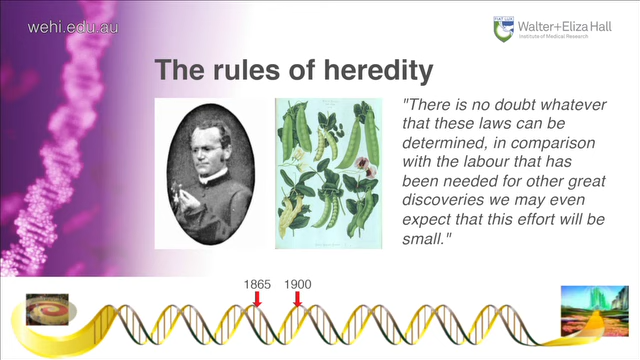 wehi.edu.au
Walter+Eliza Hall
Institute of Medical Research
The rules of heredity
"There is no doubt whatever
that these laws can be
determined, in comparison
with the labour that has
been needed for other great
discoveries we may even
expect that this effort will be
small."
1865 1900